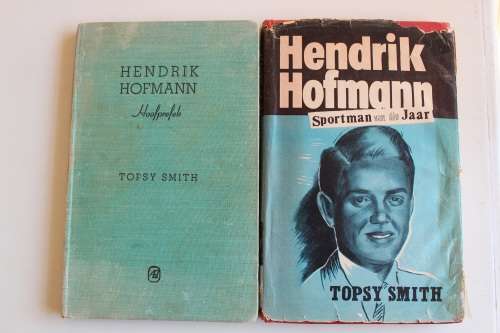 HENDRIK
HOFMANN
Hoofprefek
TOPSY SMITH
Hendrik
Hofmann
Sportman van die Jaar
TOPSY SMITH